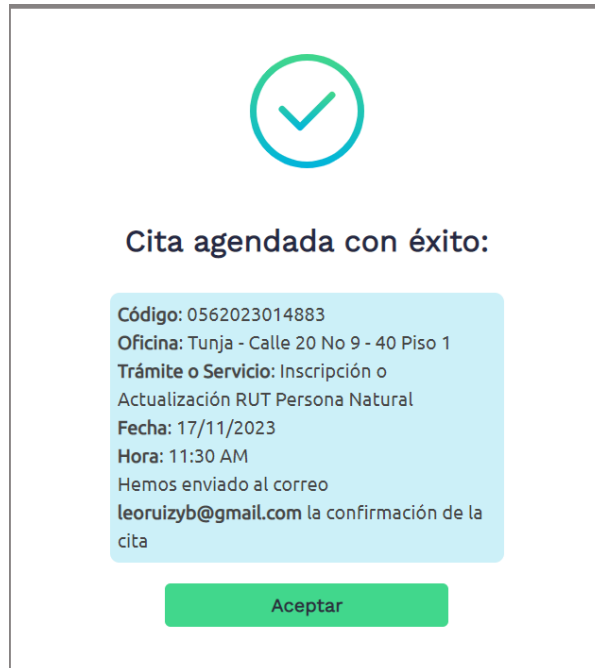 Cita agendada con éxito:
Código: 0562023014883
Oficina: Tunja - Calle 20 No 9 - 40 Piso 1
Trámite o Servicio: Inscripción o
Actualización RUT Persona Natural
Fecha: 17/11/2023
Hora: 11:30 AM
Hemos enviado al correo
leoruizyb@gmail.com la confirmación de la
cita
Aceptar